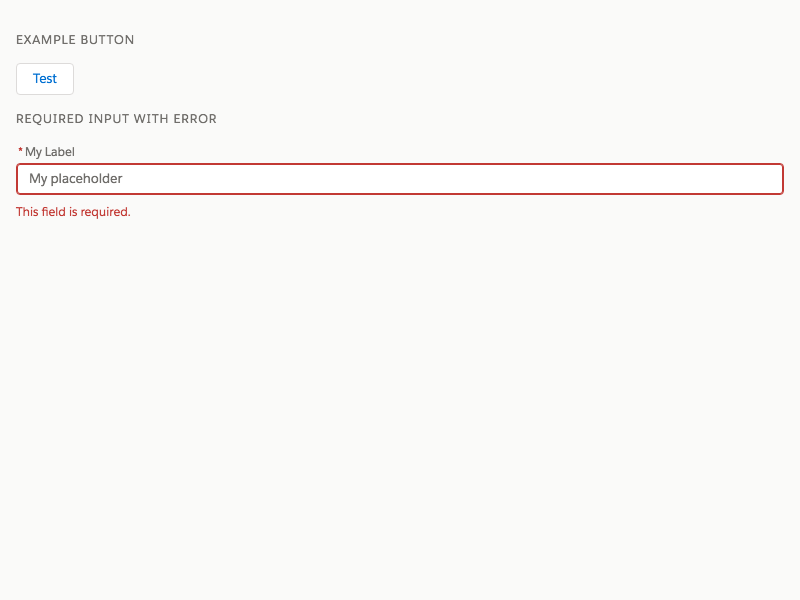 EXAMPLE BUTTON
Test
REQUIRED INPUT WITH ERROR
* My Label
My placeholder
This field is required.